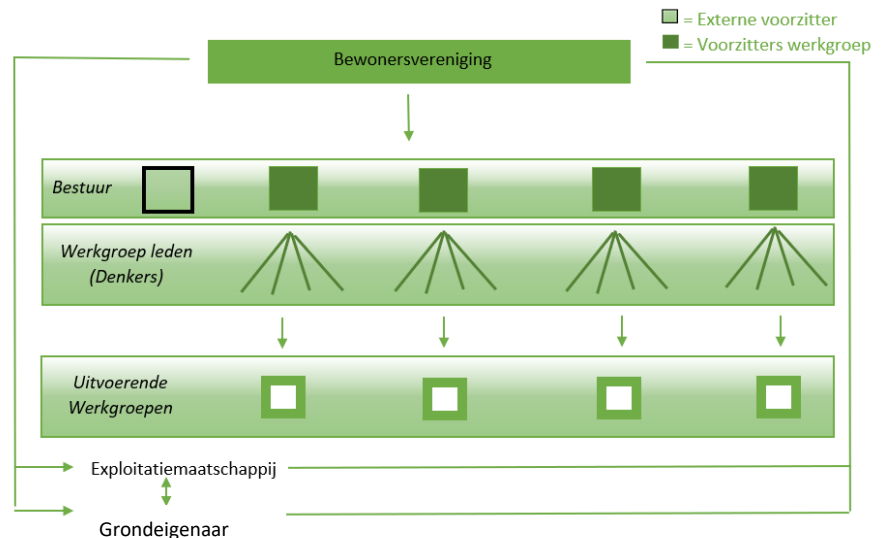 = Externe voorzitter
= Voorzitters werkgroep
Bewonersvereniging
Bestuur
Werkgroep leden
(Denkers)
Uitvoerende
Werkgroepen
Exploitatiemaatschappij
Grondeigenaar